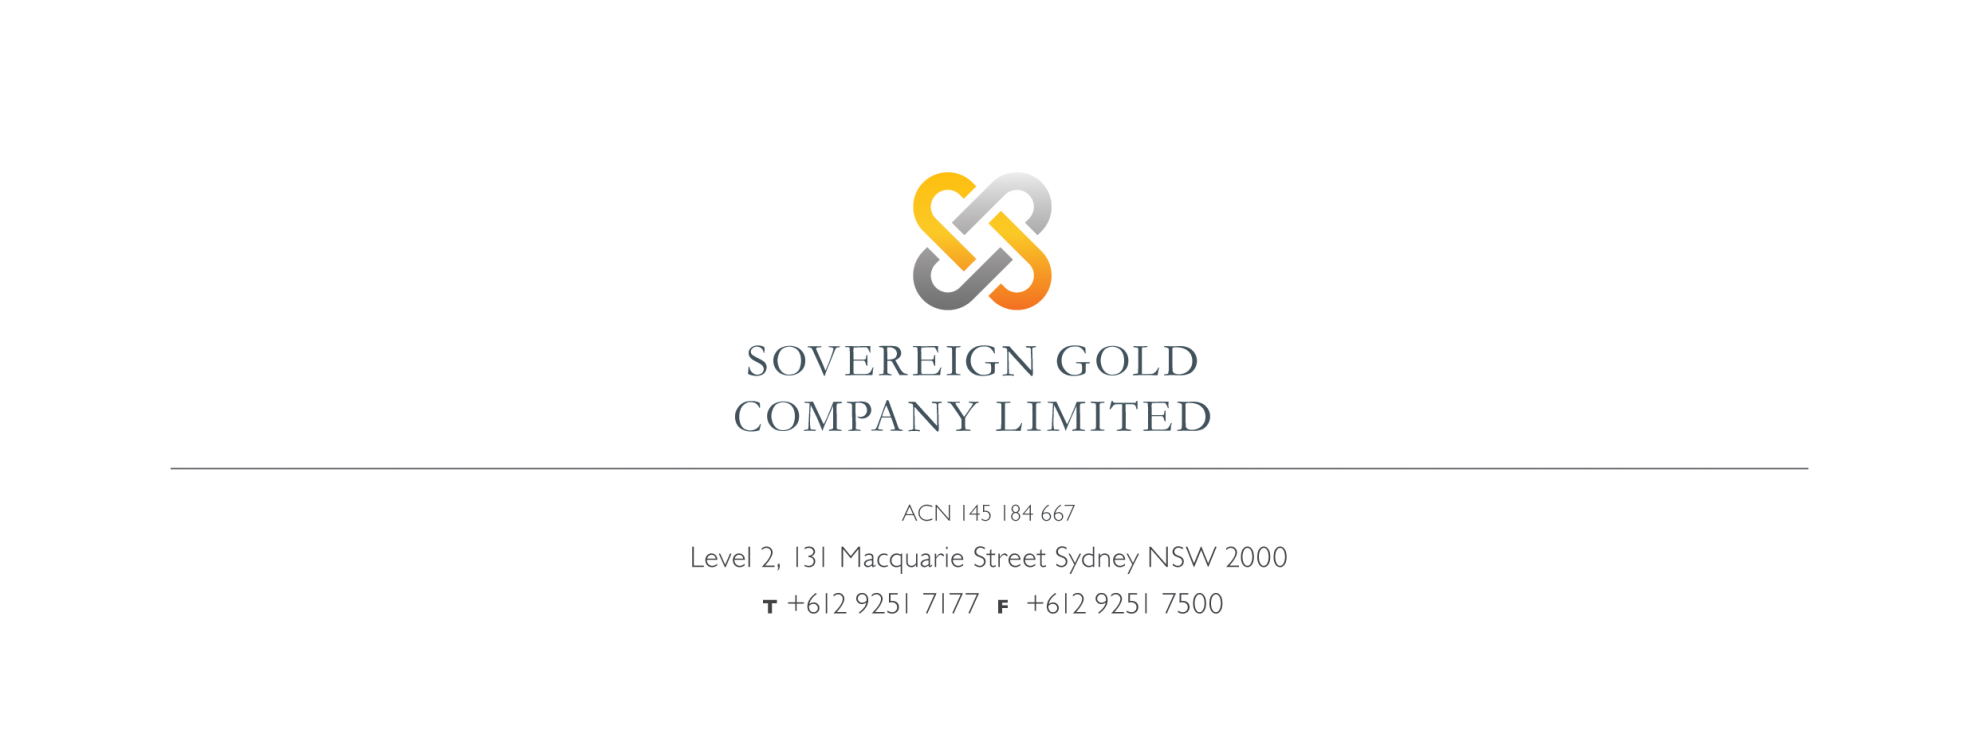 SOVEREIGN GOLD
COMPANY LIMITED
ACN 145 184 667
Level 2, 131 Macquarie Street Sydney NSW 2000
T +612 9251 7177 F +612 9251 7500